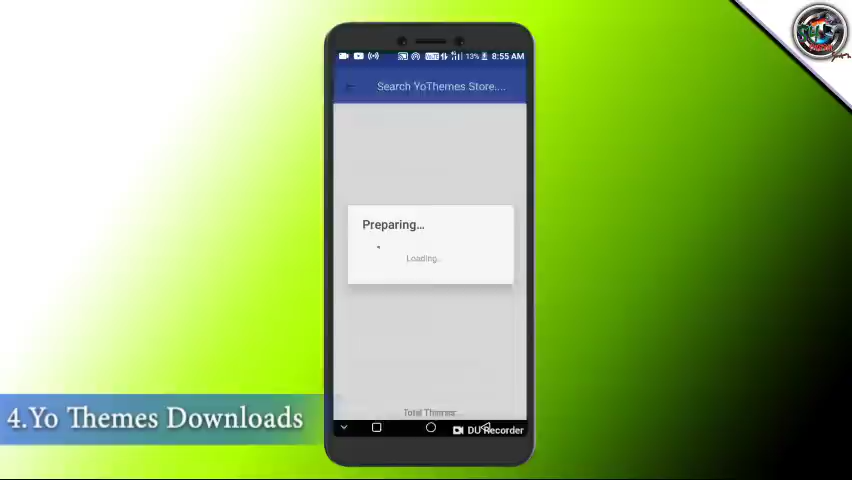 13% 8:55 AM
Search YoThemes Store....
Preparing...
Loading..
Total Themes:
4.Yo Themes Downloads
DU Recorder